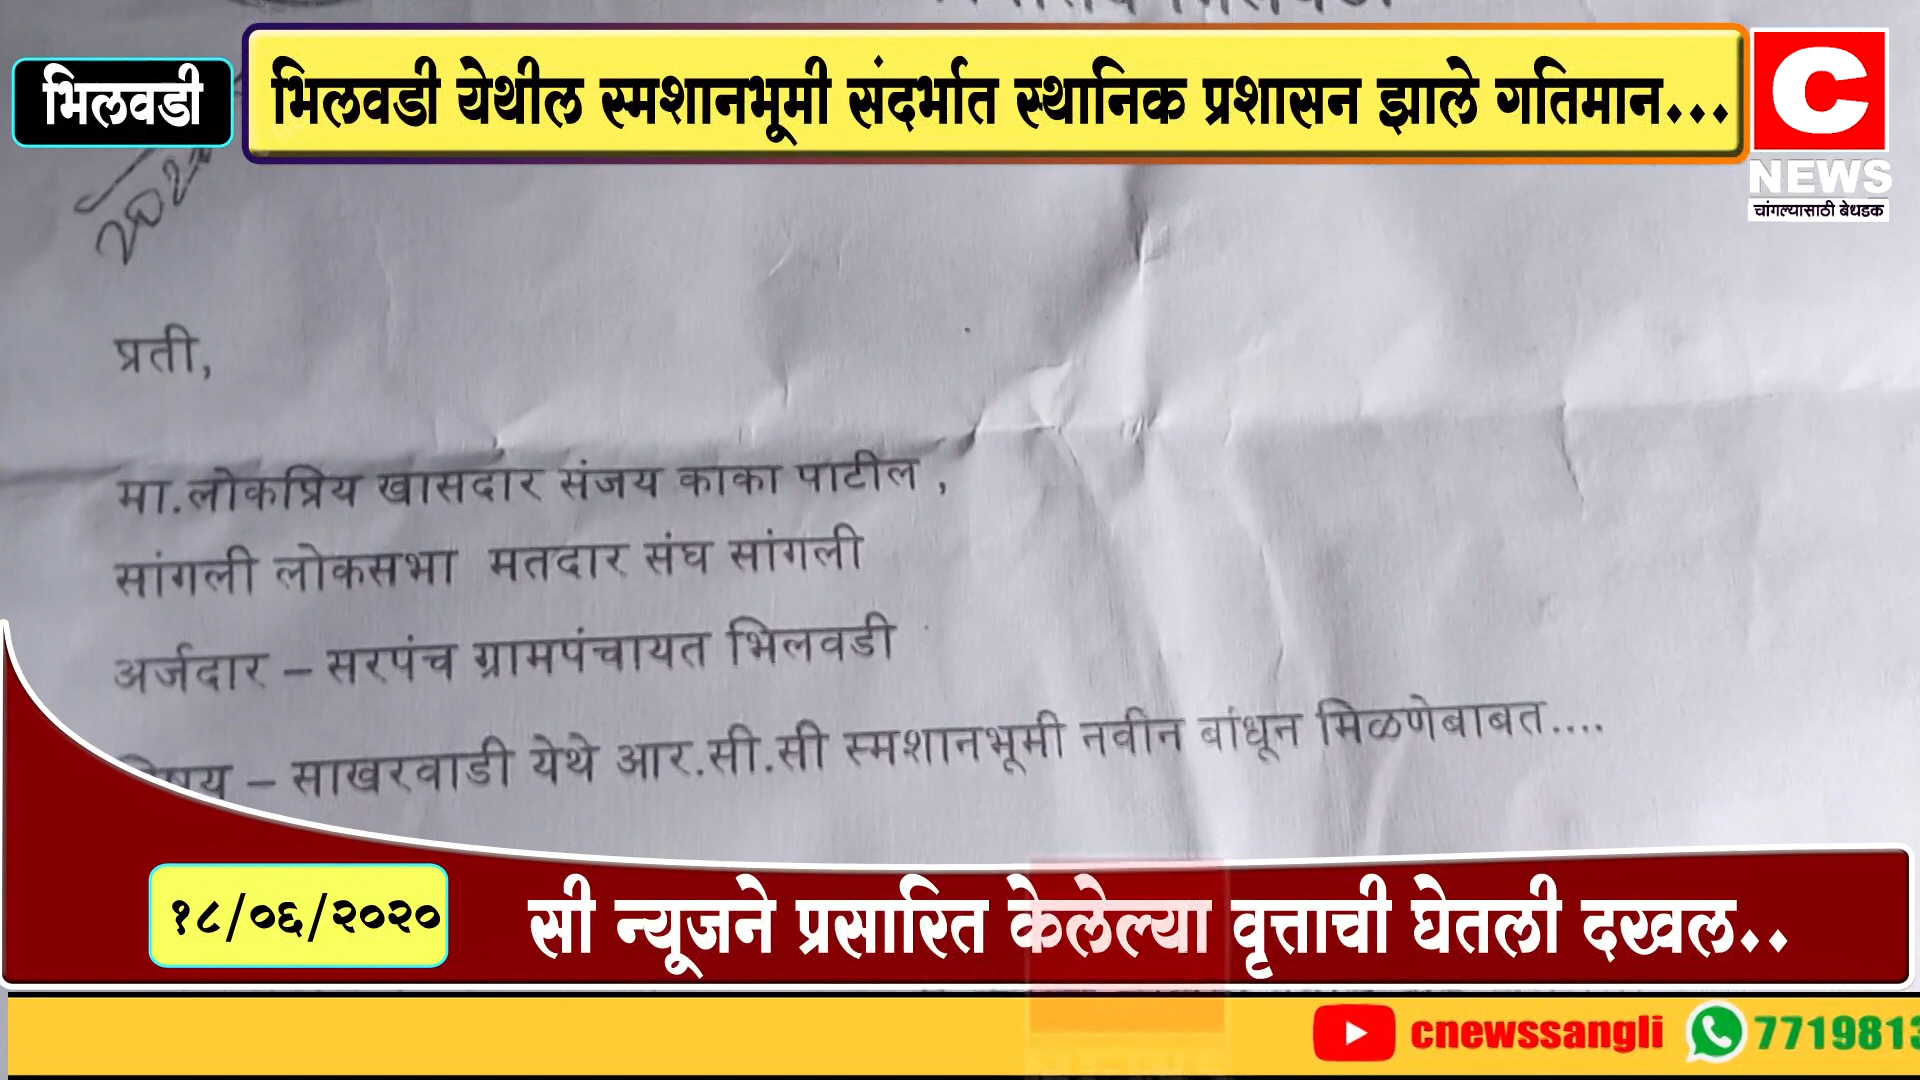 भिलवडी
भिलवडी येथील स्मशानभूमी संदर्भात स्थानिक प्रशासन झाले गतिमान...
C
NEWS
चांगल्यासाठी बेधडक
प्रती,
मा.लोकप्रिय खासदार संजय काका पाटील ,
सांगली लोकसभा मतदार संघ सांगली
अर्जदार – सरपंच ग्रामपंचायत भिलवडी
– साखरवाडी येथे आर.सी.सी स्मशानभूमी नवीन बांधून मिळणेबाबत....
१८/०६/२०२०
सी न्यूजने प्रसारित केलेल्या वृत्ताची घेतली दखल..
cnewssangli